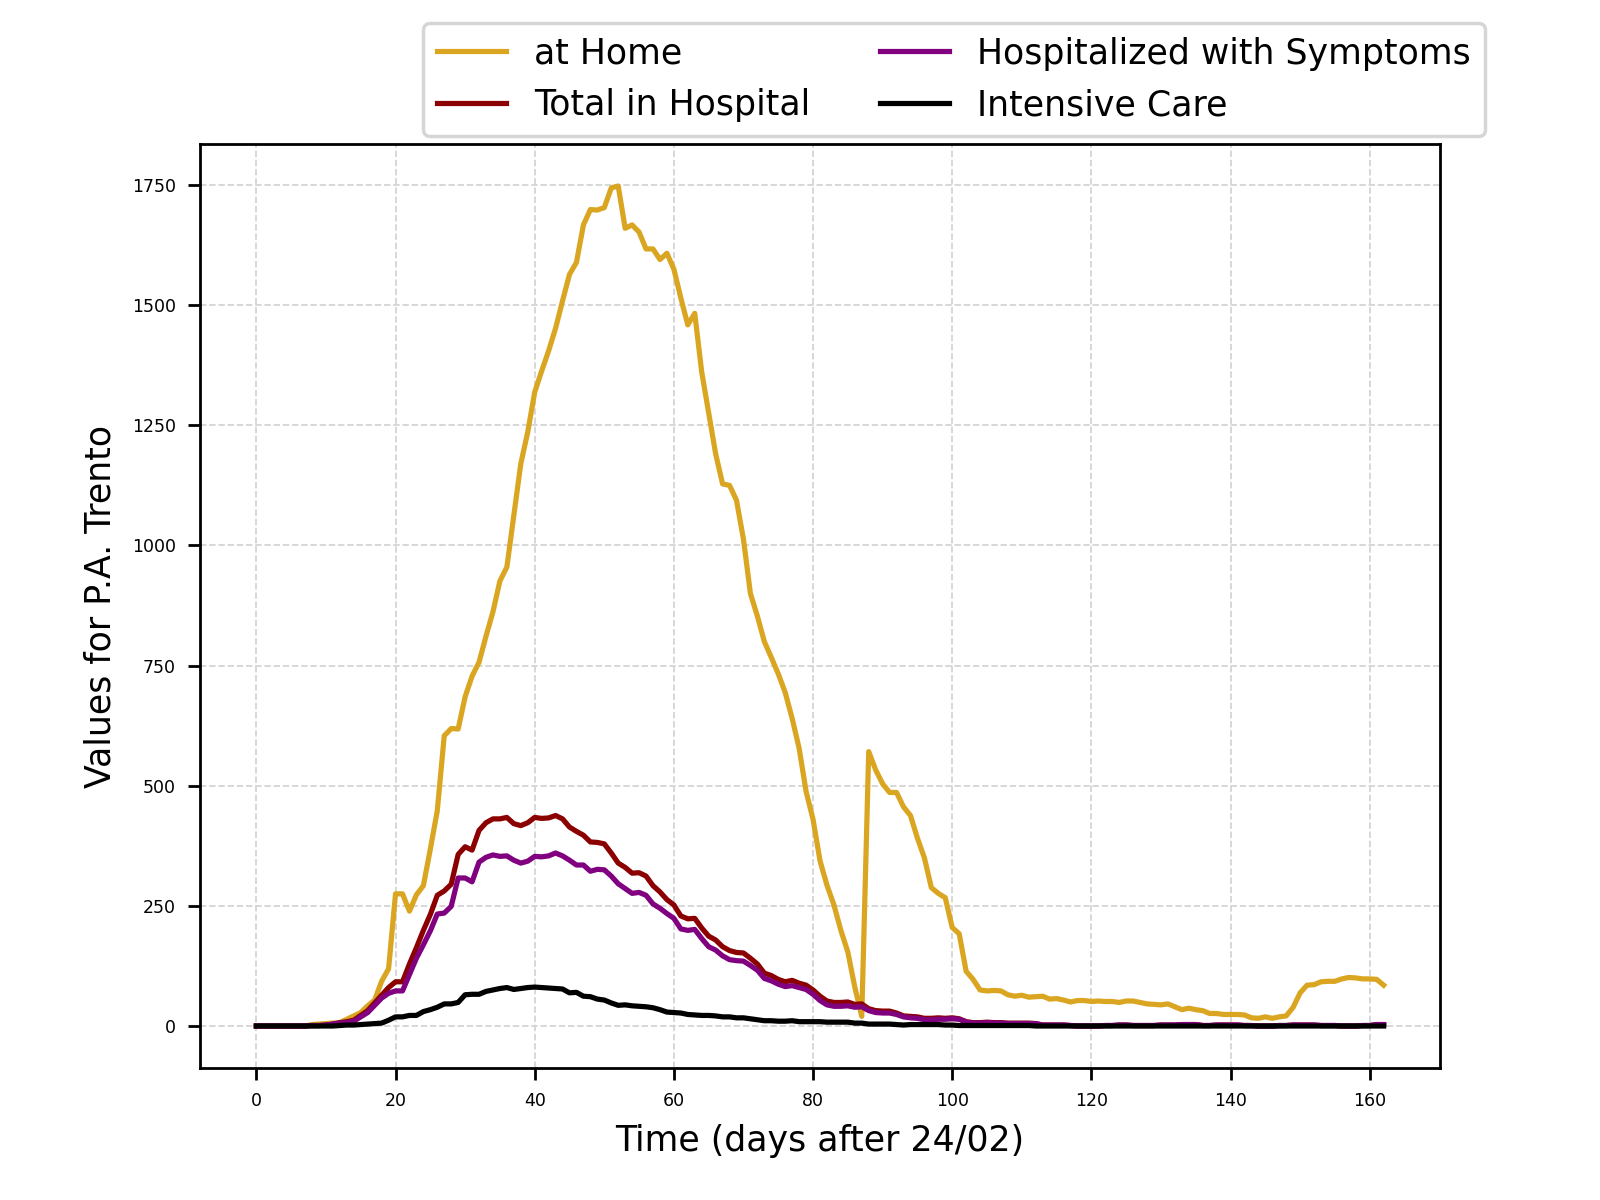 at Home
Total in Hospital
Hospitalized with Symptoms
Intensive Care
1750
1500
1250
1000
750
500
250
0
Values for P.A. Trento
0 20 40 60 80 100 120 140 160
Time (days after 24/02)